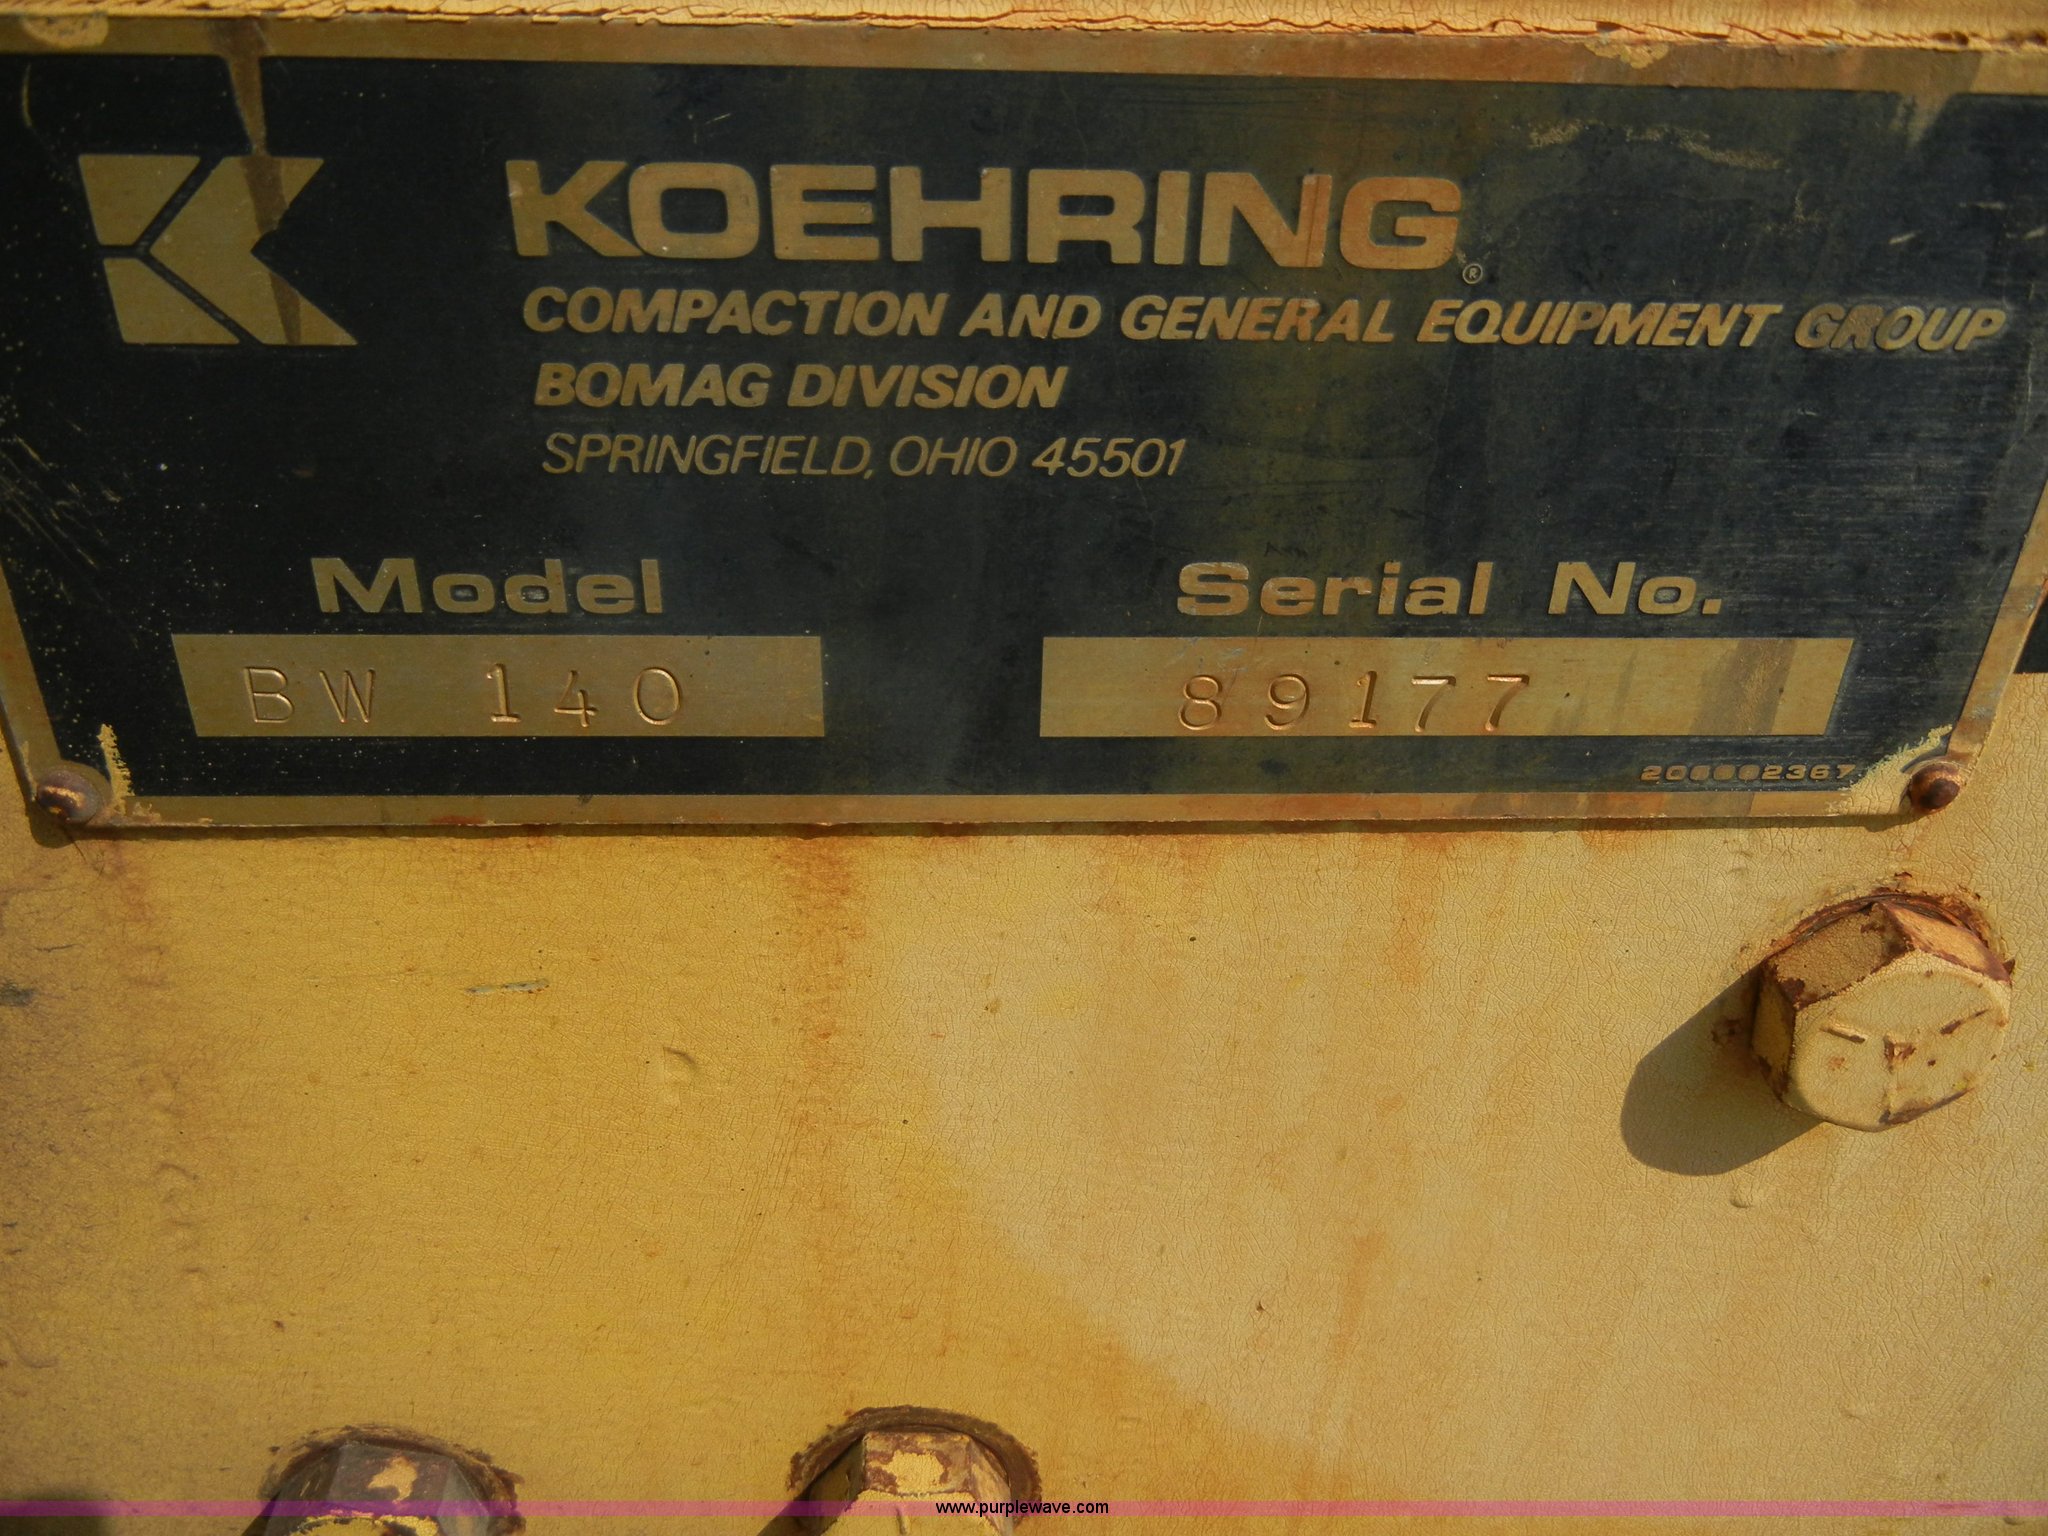 KOEHRING®
COMPACTION AND GENERAL EQUIPMENT GROUP
BOMAG DIVISION
SPRINGFIELD, OHIO 45501
Model Serial No.
BW 140 89177
www.purplewave.com